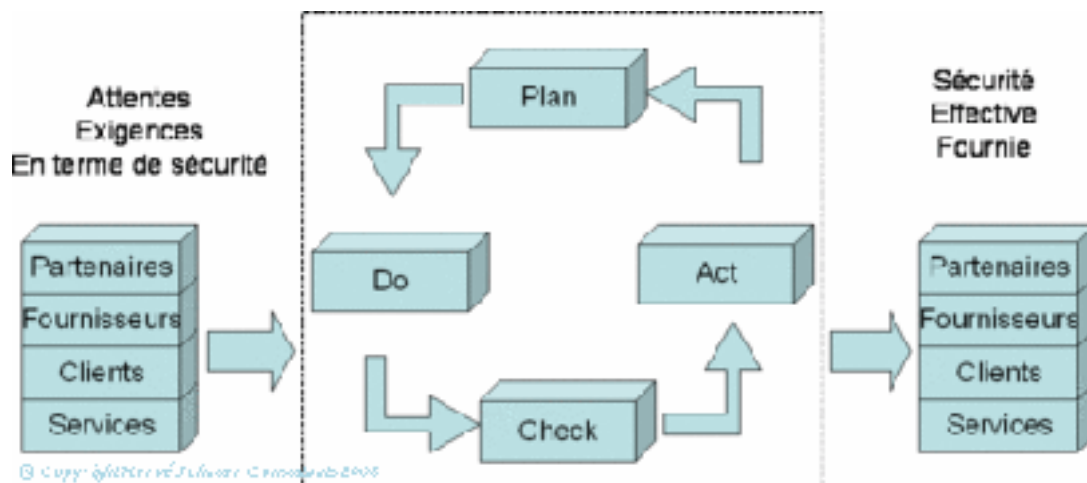 Attentes
Exigences
En terme de sécurité
Partenaires
Fournisseurs
Clients
Services
Plan
Do
Act
Check
Sécurité
Effective
Fournie
Partenaires
Fournisseurs
Clients
Services
© Copyright